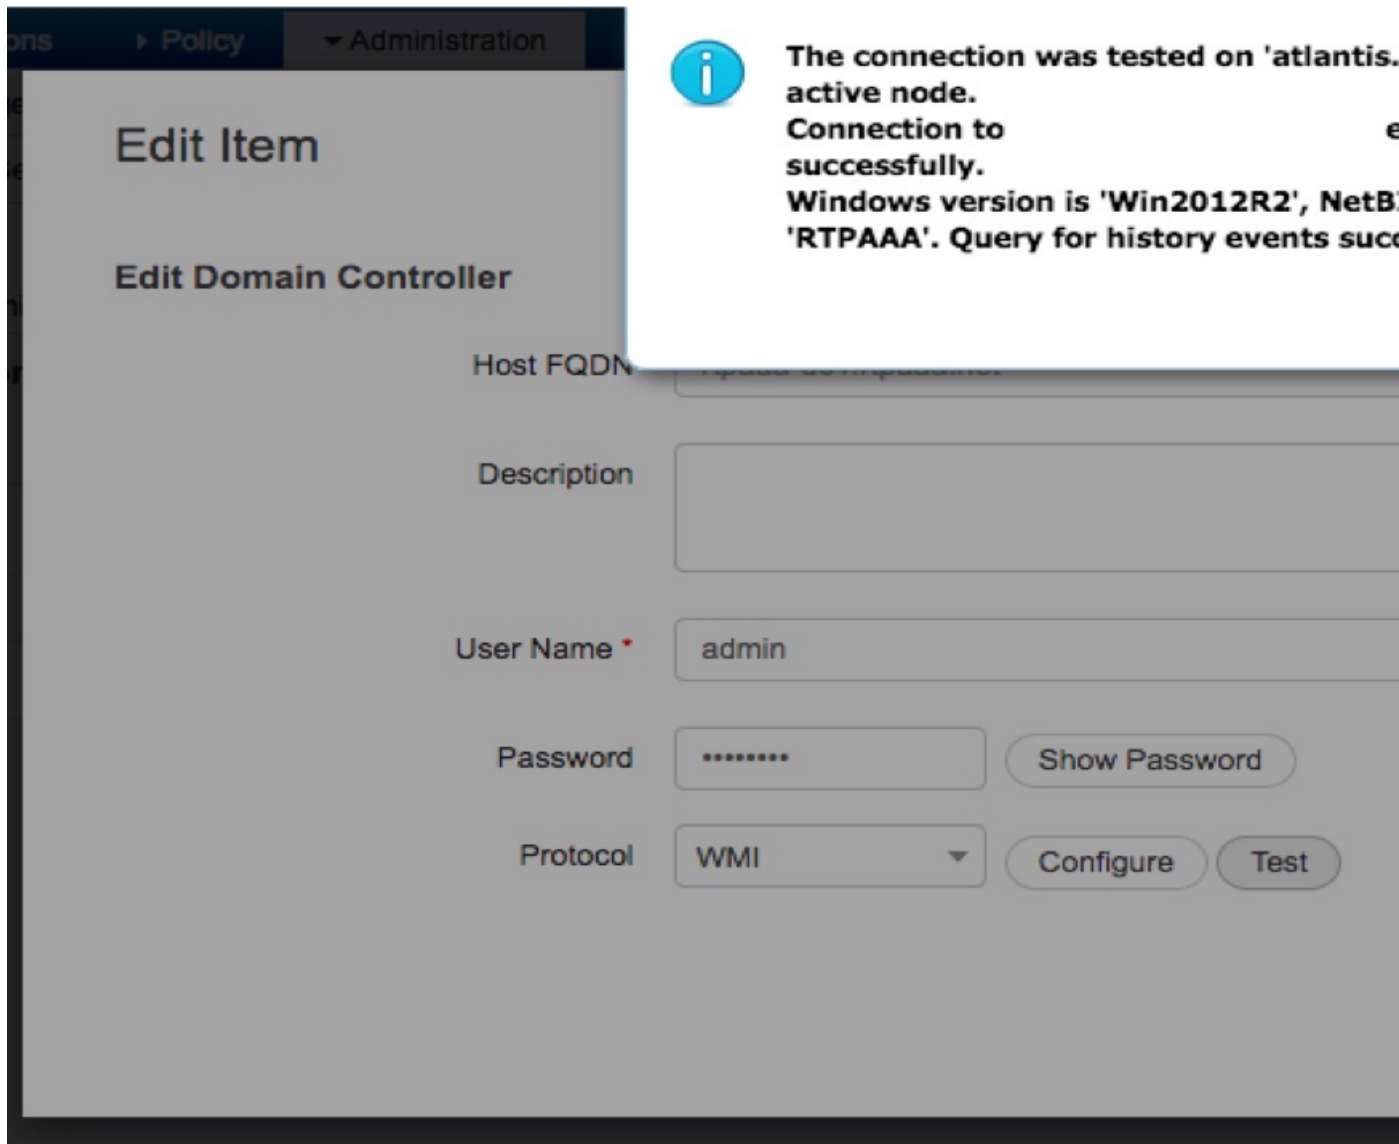 ons Policy Administration
The connection was tested on 'atlantis.
active node.
Connection to e
successfully.
Windows version is 'Win2012R2', NetB
'RTPAAA'. Query for history events succ
Edit Item
Edit Domain Controller
Host FQDN
Description
User Name * admin
Password •••••••• Show Password
Protocol WMI Configure Test